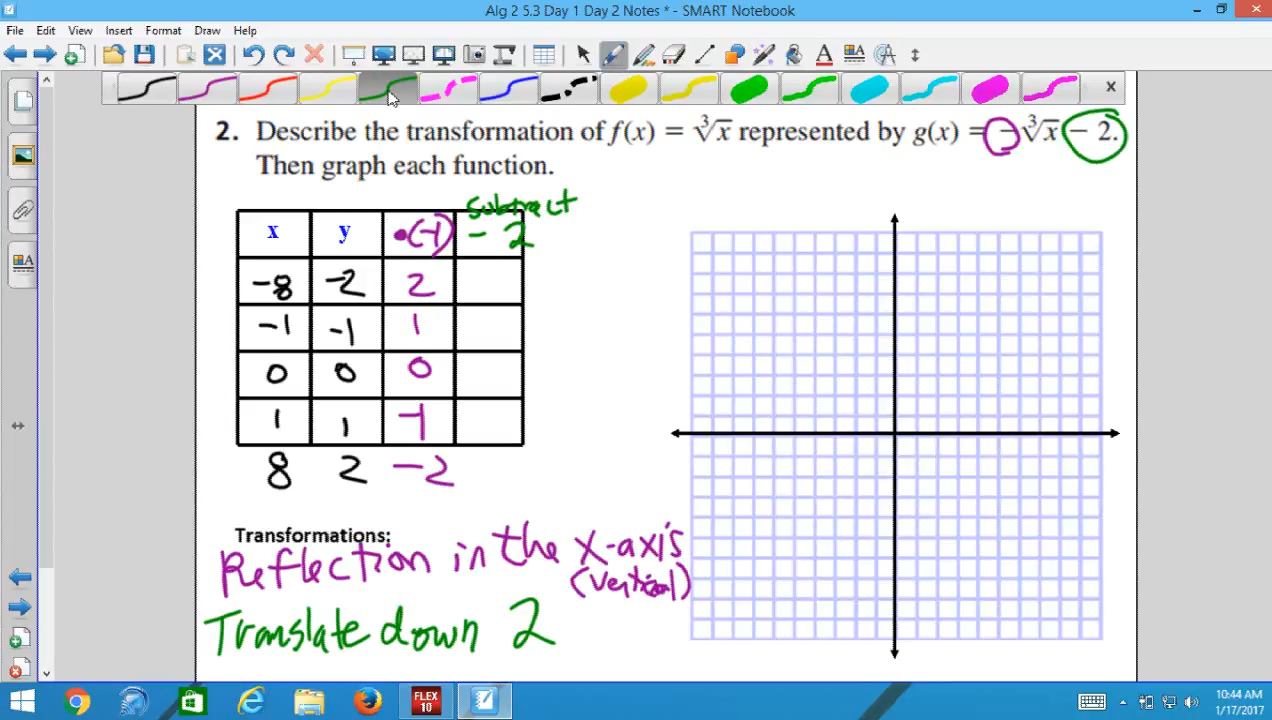 Alg 2 5.3 Day 1 Day 2 Notes * - SMART Notebook
File Edit View Insert Format Draw Help
2. Describe the transformation of f(x) = ∛x represented by g(x) = −∛x − 2.
Then graph each function.
subtract
x y •(-1) - 2
-8 -2 2
-1 -1 1
0 0 0
1 1 -1
8 2 -2
Transformations:
Reflection in the x-axis
(vertical)
Translate down 2
FLEX
10
10:44 AM
1/17/2017